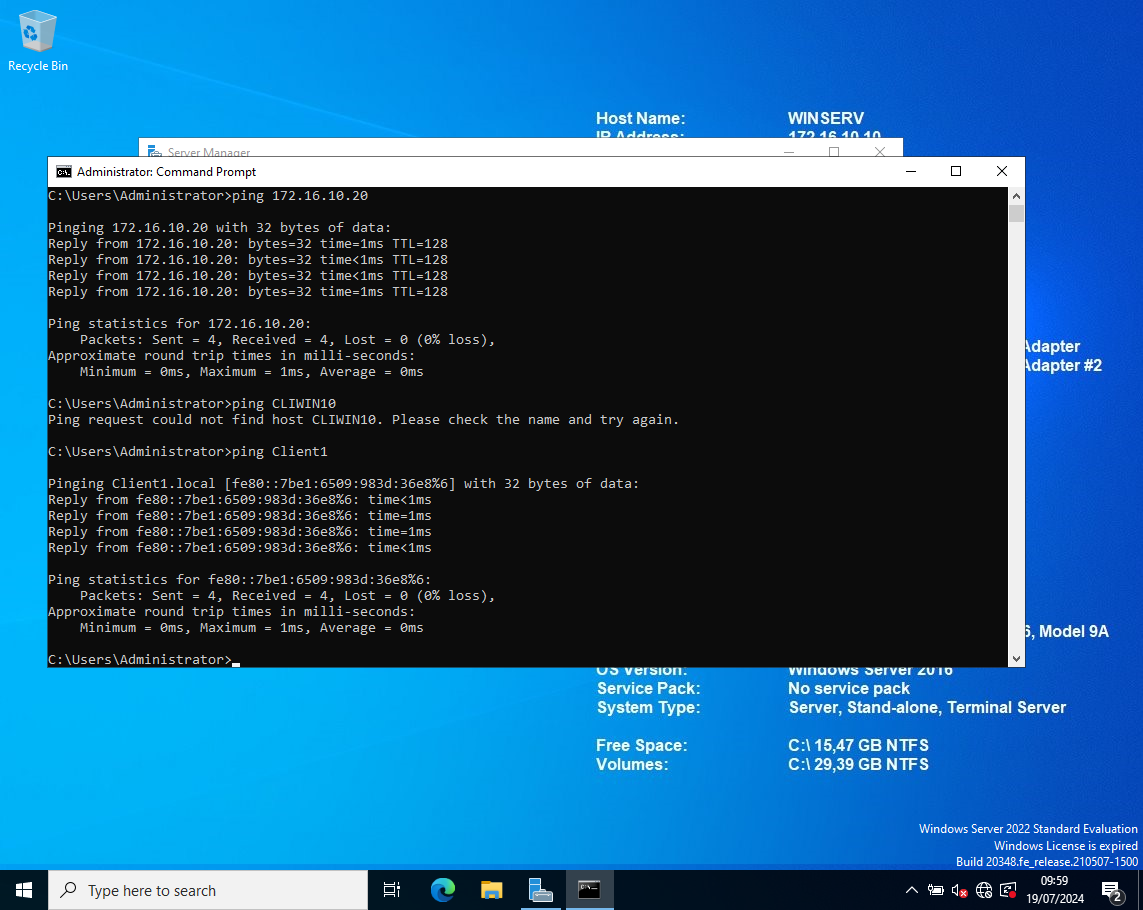 Recycle Bin
Host Name: WINSERV
IP Address: 172.16.10.10
Server Manager
Administrator: Command Prompt
C:\Users\Administrator>ping 172.16.10.20
Pinging 172.16.10.20 with 32 bytes of data:
Reply from 172.16.10.20: bytes=32 time=1ms TTL=128
Reply from 172.16.10.20: bytes=32 time<1ms TTL=128
Reply from 172.16.10.20: bytes=32 time<1ms TTL=128
Reply from 172.16.10.20: bytes=32 time<1ms TTL=128
Ping statistics for 172.16.10.20:
    Packets: Sent = 4, Received = 4, Lost = 0 (0% loss),
Approximate round trip times in milli-seconds:
    Minimum = 0ms, Maximum = 1ms, Average = 0ms
C:\Users\Administrator>ping CLIWIN10
Ping request could not find host CLIWIN10. Please check the name and try again.
C:\Users\Administrator>ping Client1
Pinging Client1.local [fe80::7be1:6509:983d:36e8%6] with 32 bytes of data:
Reply from fe80::7be1:6509:983d:36e8%6: time<1ms
Reply from fe80::7be1:6509:983d:36e8%6: time=1ms
Reply from fe80::7be1:6509:983d:36e8%6: time=1ms
Reply from fe80::7be1:6509:983d:36e8%6: time<1ms
Ping statistics for fe80::7be1:6509:983d:36e8%6:
    Packets: Sent = 4, Received = 4, Lost = 0 (0% loss),
Approximate round trip times in milli-seconds:
    Minimum = 0ms, Maximum = 1ms, Average = 0ms
C:\Users\Administrator>
Adapter
Adapter #2
6, Model 9A
OS Version: Windows Server 2016
Service Pack: No service pack
System Type: Server, Stand-alone, Terminal Server
Free Space: C:\ 15,47 GB NTFS
Volumes: C:\ 29,39 GB NTFS
Windows Server 2022 Standard Evaluation
Windows License is expired
Build 20348.fe_release.210507-1500
Type here to search
09:59
19/07/2024
2